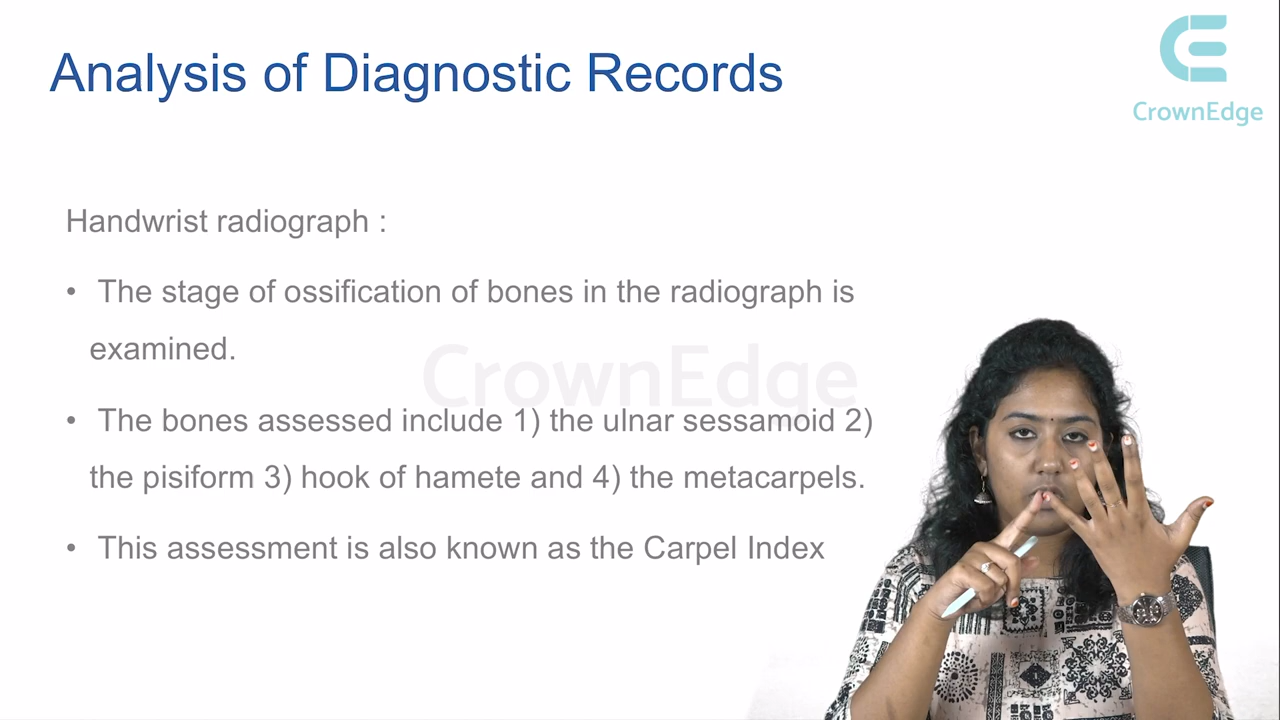 Analysis of Diagnostic Records
CrownEdge
Handwrist radiograph :
• The stage of ossification of bones in the radiograph is
examined.
CrownEdge
• The bones assessed include 1) the ulnar sessamoid 2)
the pisiform 3) hook of hamete and 4) the metacarpels.
• This assessment is also known as the Carpel Index